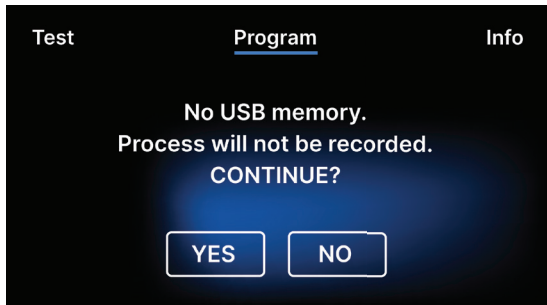 Test Program Info
No USB memory.
Process will not be recorded.
CONTINUE?
YES NO